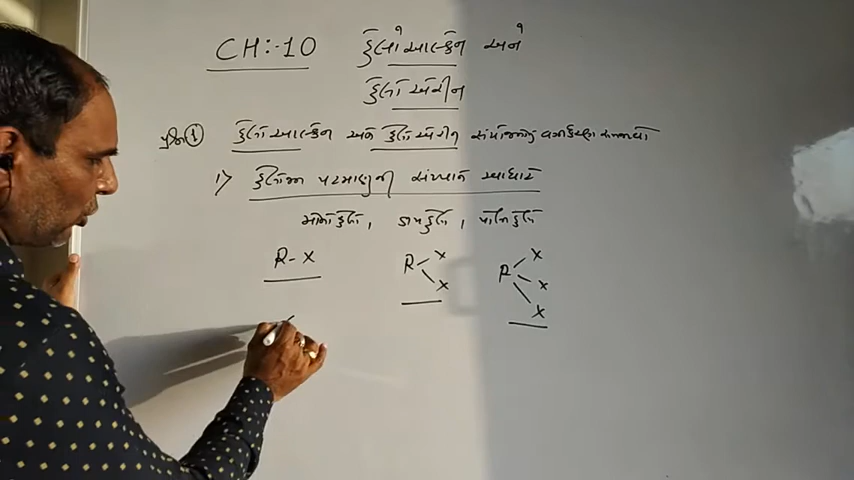 CH:-10 હેલોઆલ્કેન અને
હેલોએરીન
પ્રશ્ન ① હેલોઆલ્કેન અને હેલોએરીન સંયોજનોનું વર્ગીકરણ સમજાવો
1> હેલોજન પરમાણુની સંખ્યાને આધારે
મોનોહેલો, ડાયહેલો, પોલિહેલો
R-X R X X R X X X